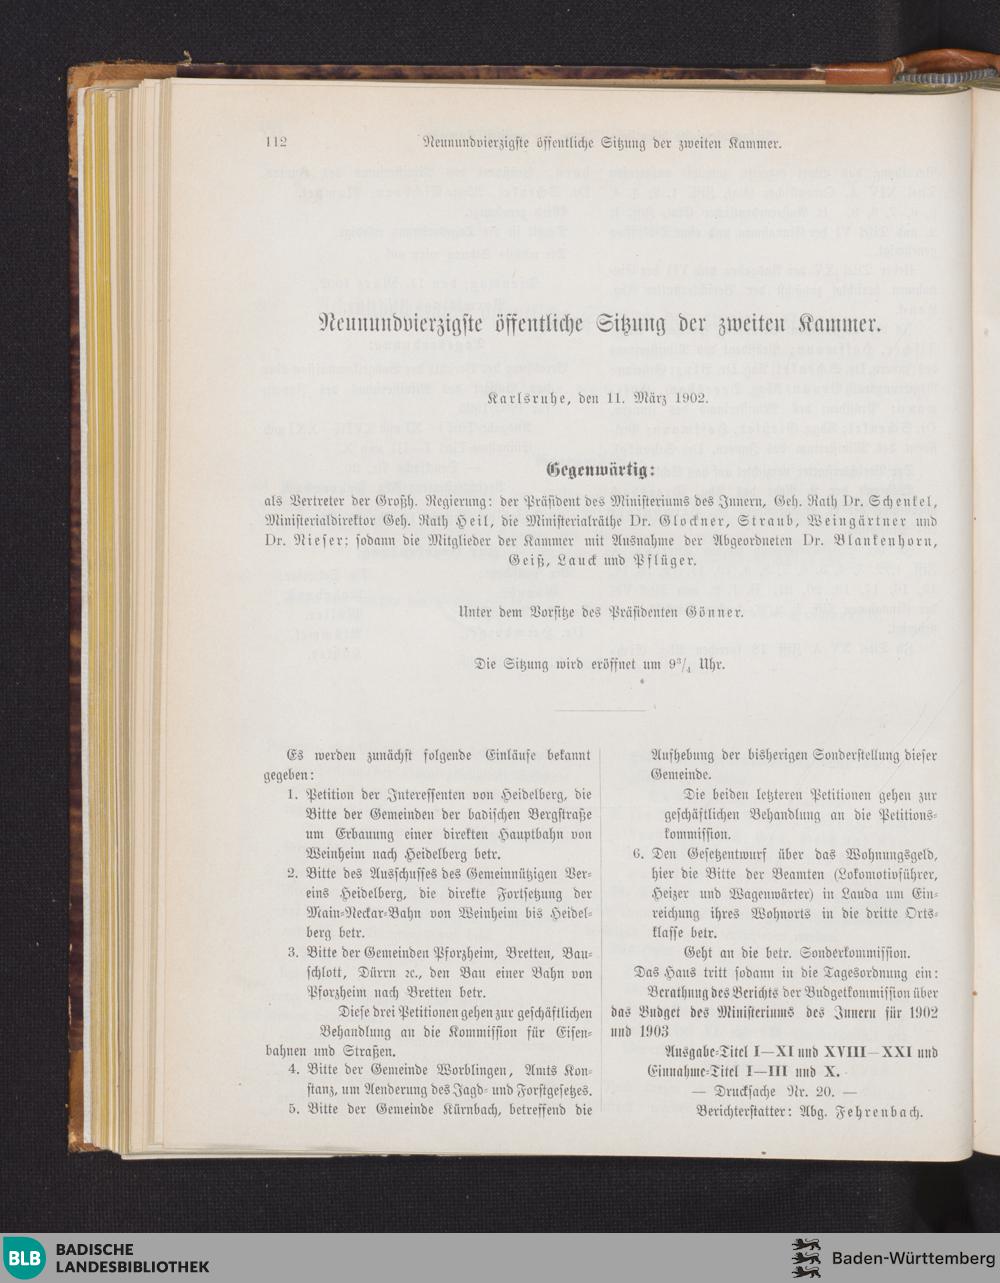 112
Neunundvierzigste öffentliche Sitzung der zweiten Kammer.
Neunundvierzigste öffentliche Sitzung der zweiten Kammer.
Karlsruhe, den 11. März 1902.
Gegenwärtig:
als Vertreter der Großh. Regierung: der Präsident des Ministeriums des Innern, Geh. Rath Dr. Schenkel,
Ministerialdirektor Geh. Rath Heil, die Ministerialräthe Dr. Glockner, Straub, Weingärtner und
Dr. Nieser; sodann die Mitglieder der Kammer mit Ausnahme der Abgeordneten Dr. Blankenhorn,
Geiß, Lauck und Pflüger.
Unter dem Vorsitze des Präsidenten Gönner.
Die Sitzung wird eröffnet um 9¾ Uhr.
Es werden zunächst folgende Einläufe bekannt
gegeben:
1. Petition der Interessenten von Heidelberg, die
Bitte der Gemeinden der badischen Bergstraße
um Erbauung einer direkten Hauptbahn von
Weinheim nach Heidelberg betr.
2. Bitte des Ausschusses des Gemeinnützigen Ver-
eins Heidelberg, die direkte Fortsetzung der
Main-Neckar-Bahn von Weinheim bis Heidel-
berg betr.
3. Bitte der Gemeinden Pforzheim, Bretten, Bau-
schlott, Dürrn ꝛc., den Bau einer Bahn von
Pforzheim nach Bretten betr.
Diese drei Petitionen gehen zur geschäftlichen
Behandlung an die Kommission für Eisen-
bahnen und Straßen.
4. Bitte der Gemeinde Worblingen, Amts Kon-
stanz, um Aenderung des Jagd- und Forstgesetzes.
5. Bitte der Gemeinde Kürnbach, betreffend die
Aufhebung der bisherigen Sonderstellung dieser
Gemeinde.
Die beiden letzteren Petitionen gehen zur
geschäftlichen Behandlung an die Petitions-
kommission.
6. Den Gesetzentwurf über das Wohnungsgeld,
hier die Bitte der Beamten (Lokomotivführer,
Heizer und Wagenwärter) in Lauda um Ein-
reichung ihres Wohnorts in die dritte Orts-
klasse betr.
Geht an die betr. Sonderkommission.
Das Haus tritt sodann in die Tagesordnung ein:
Berathung des Berichts der Budgetkommission über
das Budget des Ministeriums des Innern für 1902
und 1903
Ausgabe-Titel I—XI und XVIII—XXI und
Einnahme-Titel I—III und X.
— Drucksache Nr. 20. —
Berichterstatter: Abg. Fehrenbach.
BLB
BADISCHE
LANDESBIBLIOTHEK
Baden-Württemberg